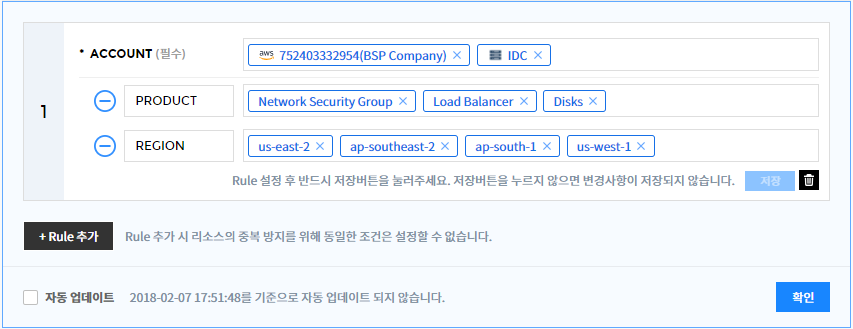 * ACCOUNT (필수) aws 752403332954(BSP Company) × IDC ×
1
PRODUCT Network Security Group × Load Balancer × Disks ×
REGION us-east-2 × ap-southeast-2 × ap-south-1 × us-west-1 ×
Rule 설정 후 반드시 저장버튼을 눌러주세요. 저장버튼을 누르지 않으면 변경사항이 저장되지 않습니다. 저장
+ Rule 추가 Rule 추가 시 리소스의 중복 방지를 위해 동일한 조건은 설정할 수 없습니다.
자동 업데이트 2018-02-07 17:51:48를 기준으로 자동 업데이트 되지 않습니다. 확인